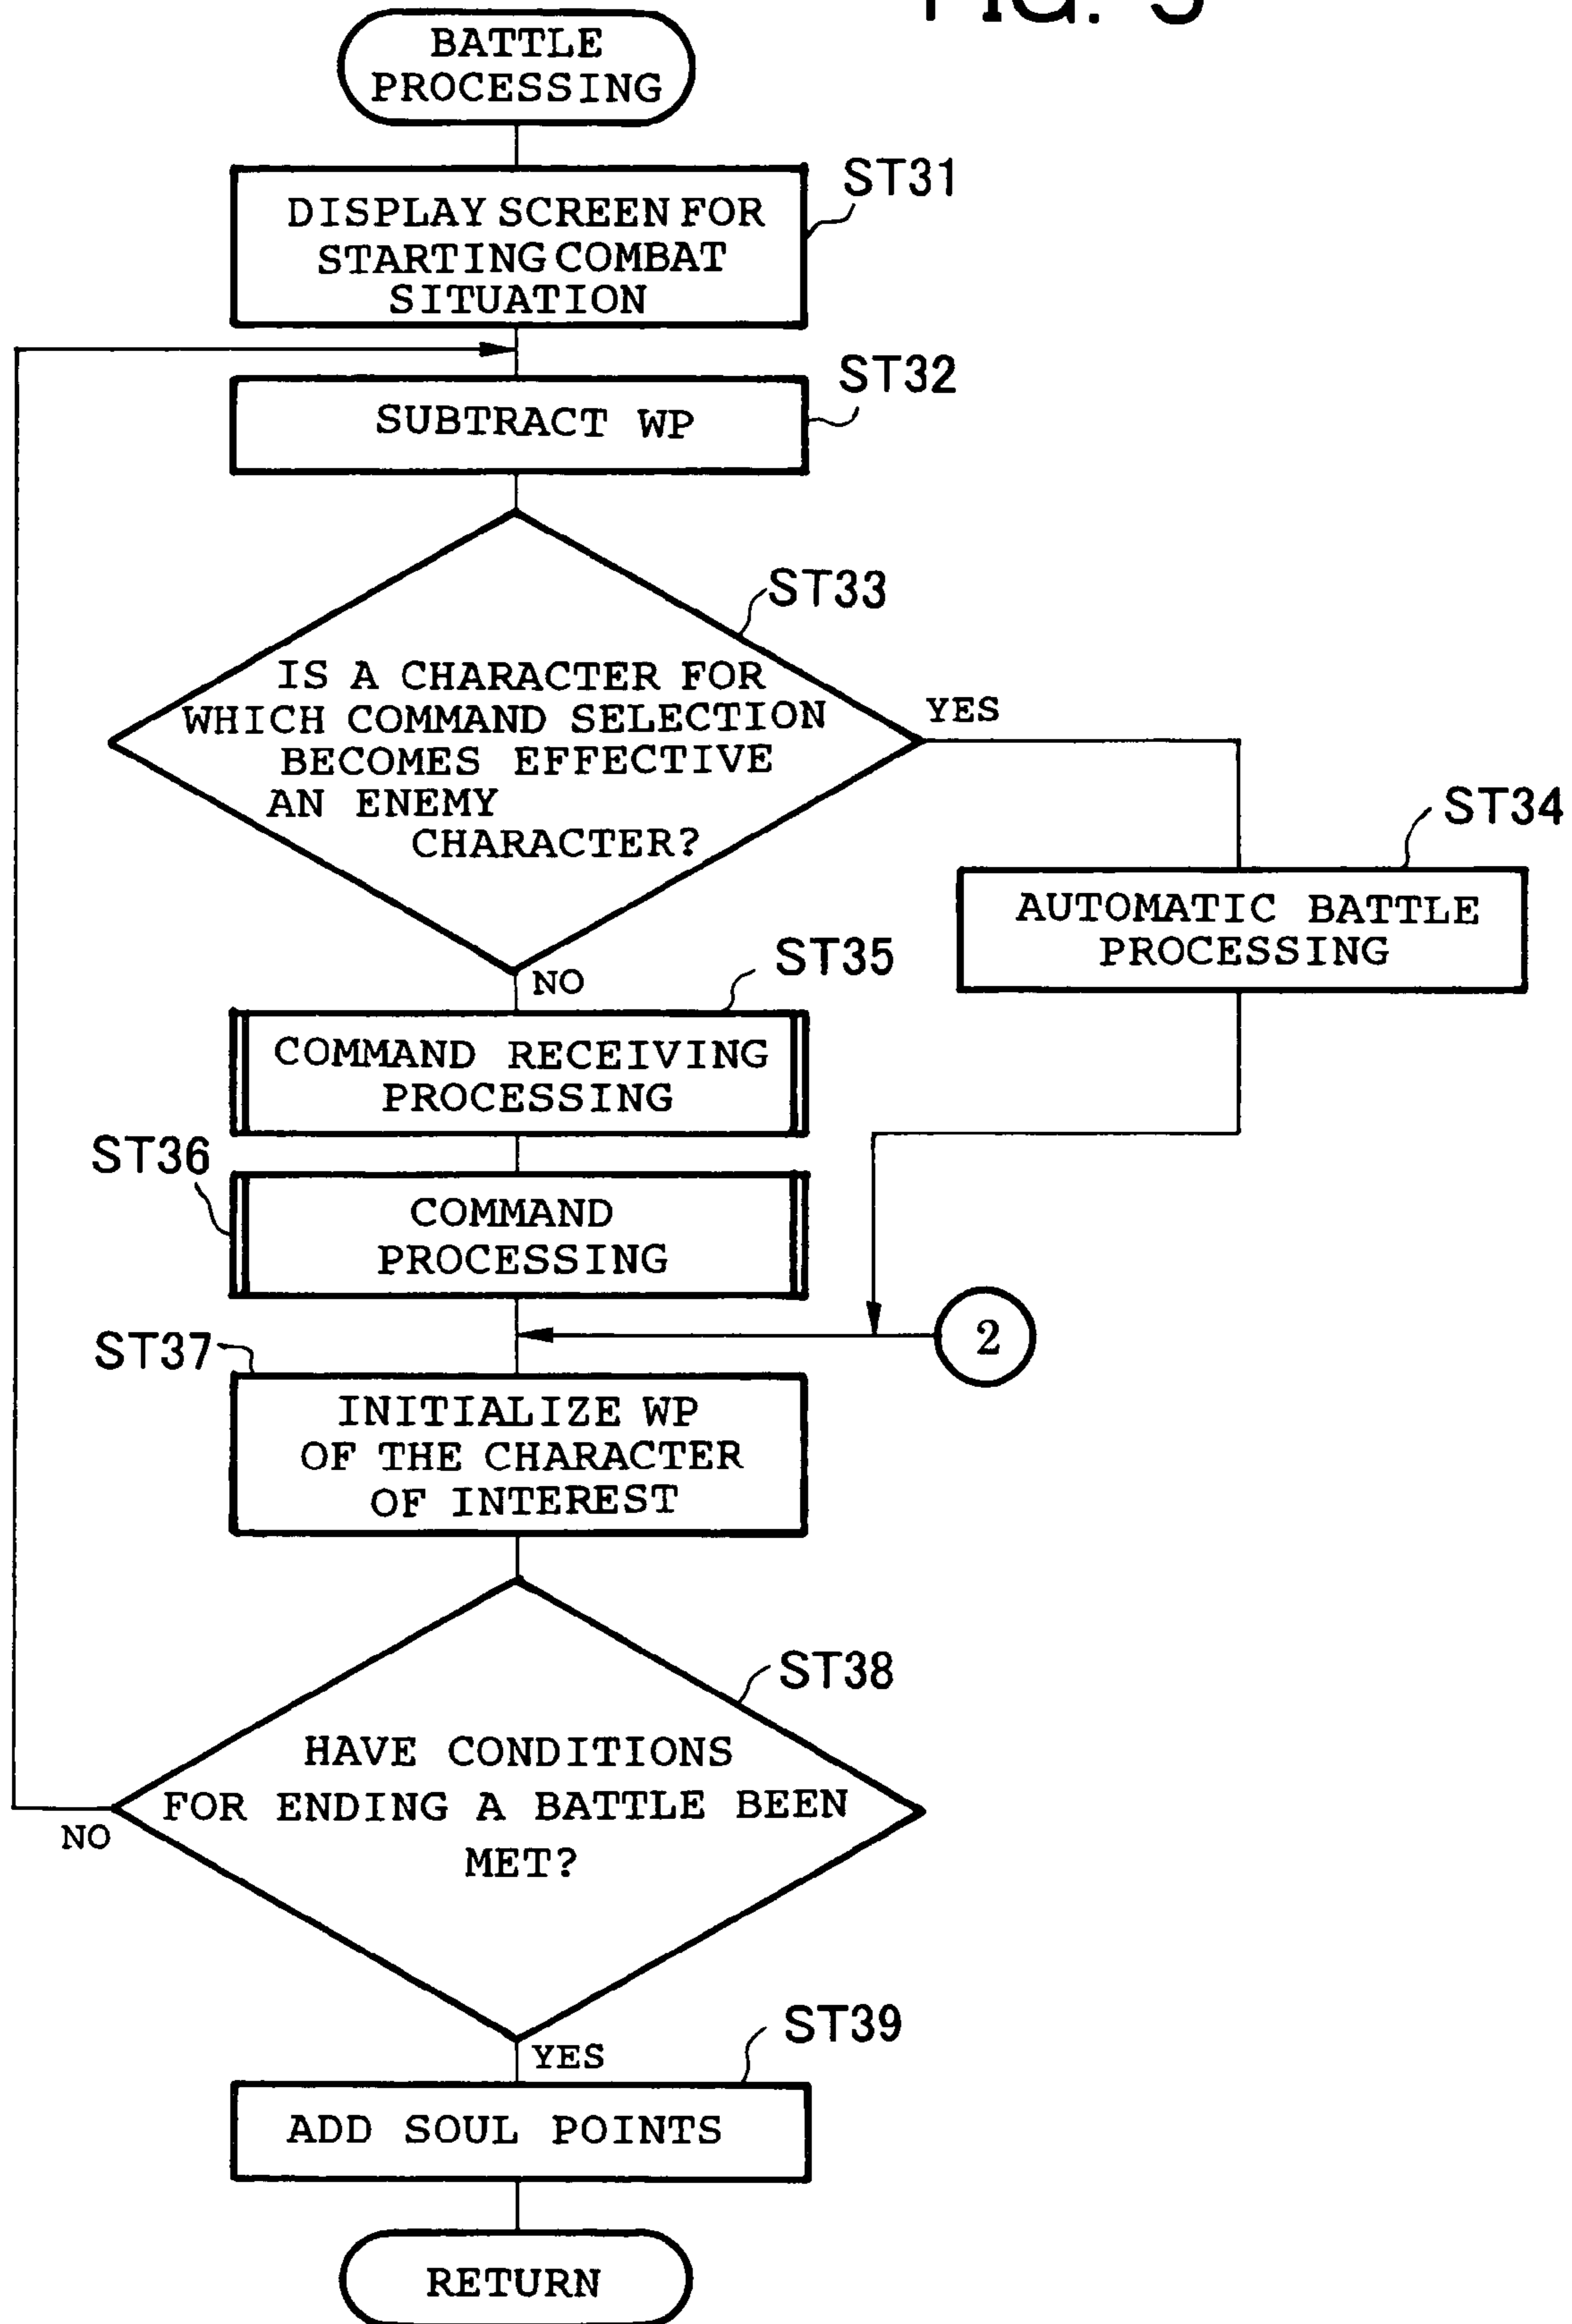 BATTLE
PROCESSING
ST31
DISPLAY SCREEN FOR
STARTING COMBAT
SITUATION
ST32
SUBTRACT WP
ST33
IS A CHARACTER FOR
WHICH COMMAND SELECTION
BECOMES EFFECTIVE
AN ENEMY
CHARACTER?
YES
ST34
AUTOMATIC BATTLE
PROCESSING
NO
ST35
COMMAND RECEIVING
PROCESSING
ST36
COMMAND
PROCESSING
2
ST37
INITIALIZE WP
OF THE CHARACTER
OF INTEREST
ST38
HAVE CONDITIONS
FOR ENDING A BATTLE BEEN
MET?
NO
YES
ST39
ADD SOUL POINTS
RETURN